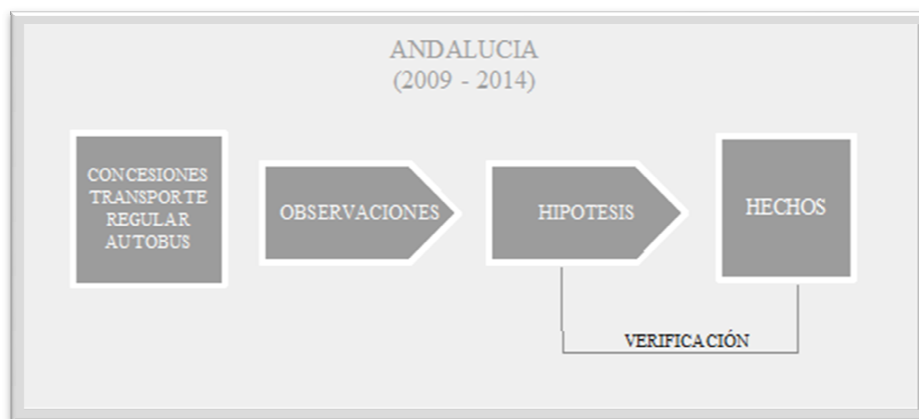 ANDALUCIA
(2009 - 2014)
CONCESIONES
TRANSPORTE
REGULAR
AUTOBUS
OBSERVACIONES
HIPOTESIS
HECHOS
VERIFICACIÓN